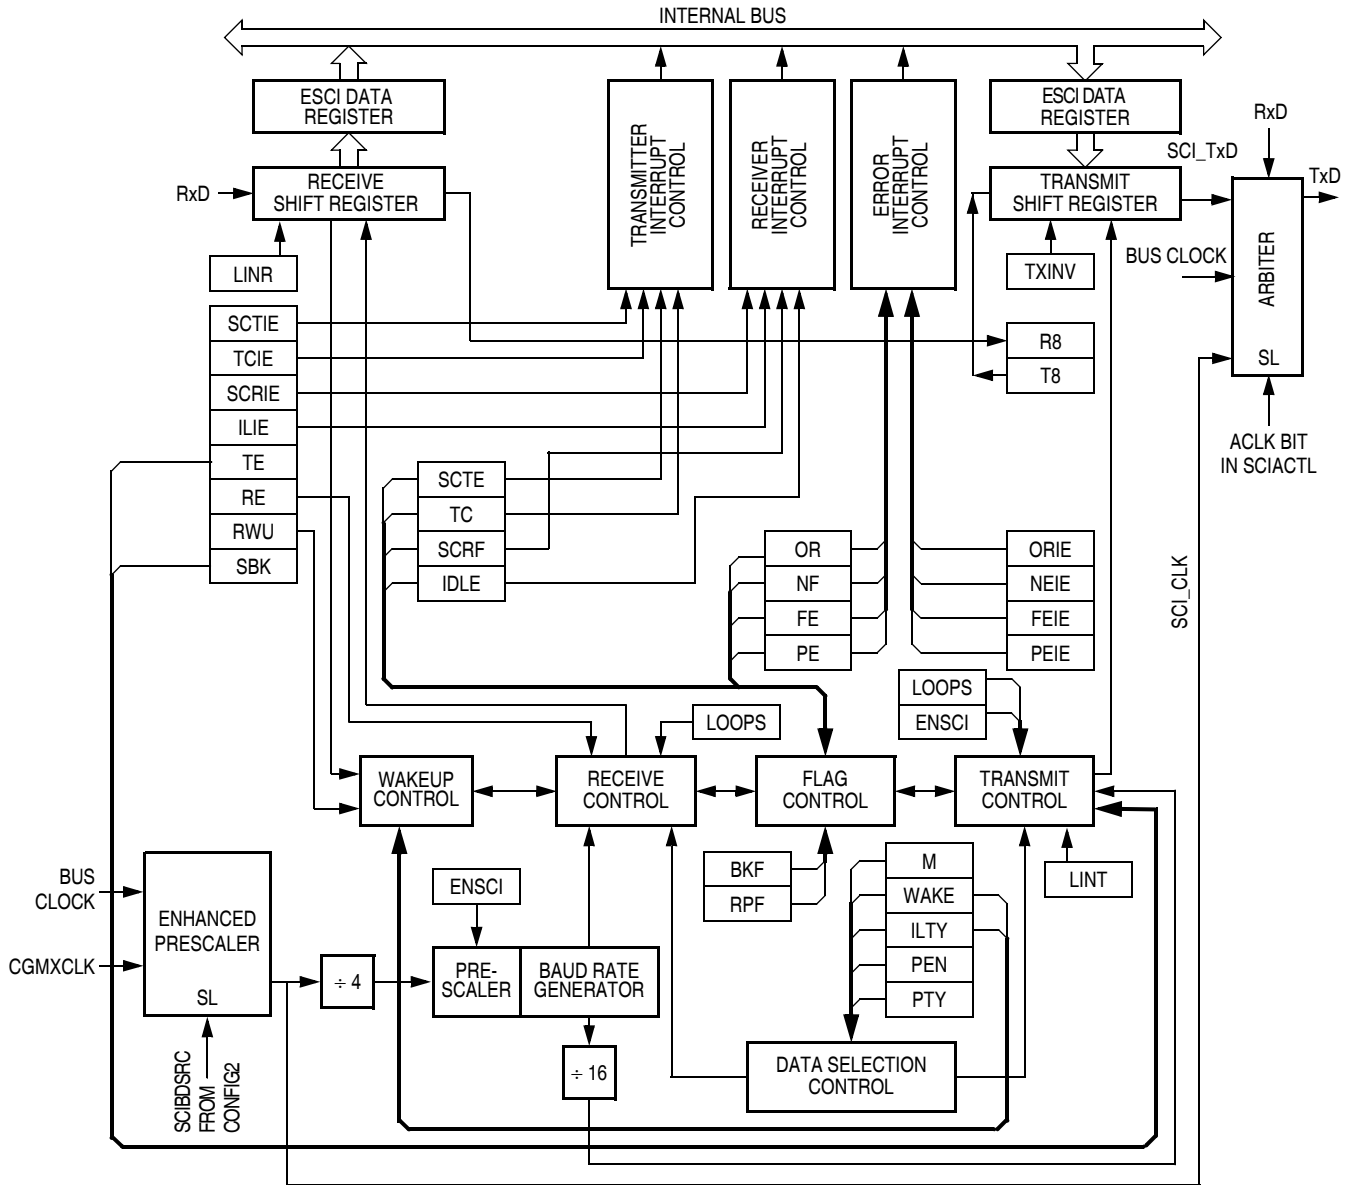 INTERNAL BUS
ESCI DATA
REGISTER
RxD
RECEIVE
SHIFT REGISTER
LINR
TRANSMITTER
INTERRUPT
CONTROL
RECEIVER
INTERRUPT
CONTROL
ERROR
INTERRUPT
CONTROL
ESCI DATA
REGISTER
TRANSMIT
SHIFT REGISTER
SCI_TxD
RxD
TxD
TXINV
BUS CLOCK
ARBITER
SL
ACLK BIT
IN SCIACTL
R8
T8
SCTIE
TCIE
SCRIE
ILIE
TE
RE
RWU
SBK
SCTE
TC
SCRF
IDLE
OR
NF
FE
PE
ORIE
NEIE
FEIE
PEIE
SCI_CLK
LOOPS
LOOPS
ENSCI
WAKEUP
CONTROL
RECEIVE
CONTROL
FLAG
CONTROL
TRANSMIT
CONTROL
BKF
RPF
M
WAKE
ILTY
PEN
PTY
LINT
BUS
CLOCK
CGMXCLK
ENHANCED
PRESCALER
SL
SCIBDSRC
FROM
CONFIG2
÷ 4
ENSCI
PRE-
SCALER
BAUD RATE
GENERATOR
÷ 16
DATA SELECTION
CONTROL